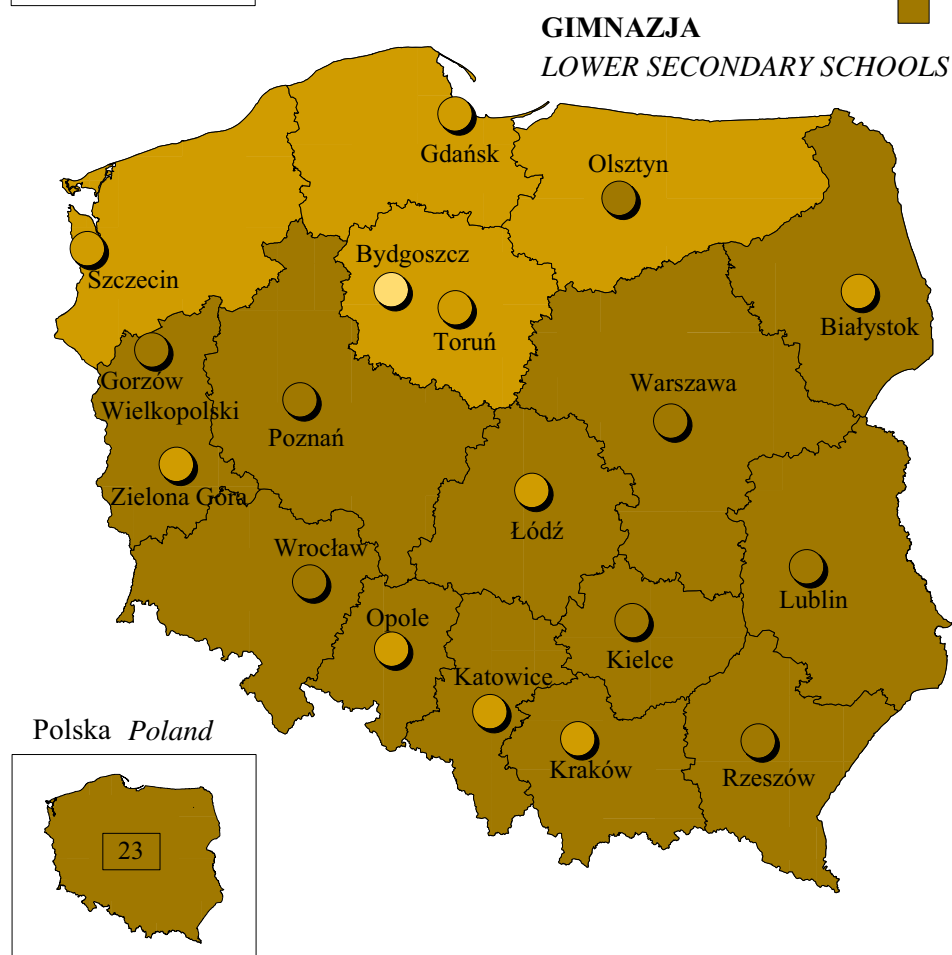 GIMNAZJA
LOWER SECONDARY SCHOOLS
Gdańsk
Olsztyn
Bydgoszcz
Szczecin
Toruń
Białystok
Gorzów
Wielkopolski
Warszawa
Poznań
Zielona Góra
Łódź
Wrocław
Lublin
Opole
Kielce
Katowice
Kraków
Rzeszów
Polska Poland
23